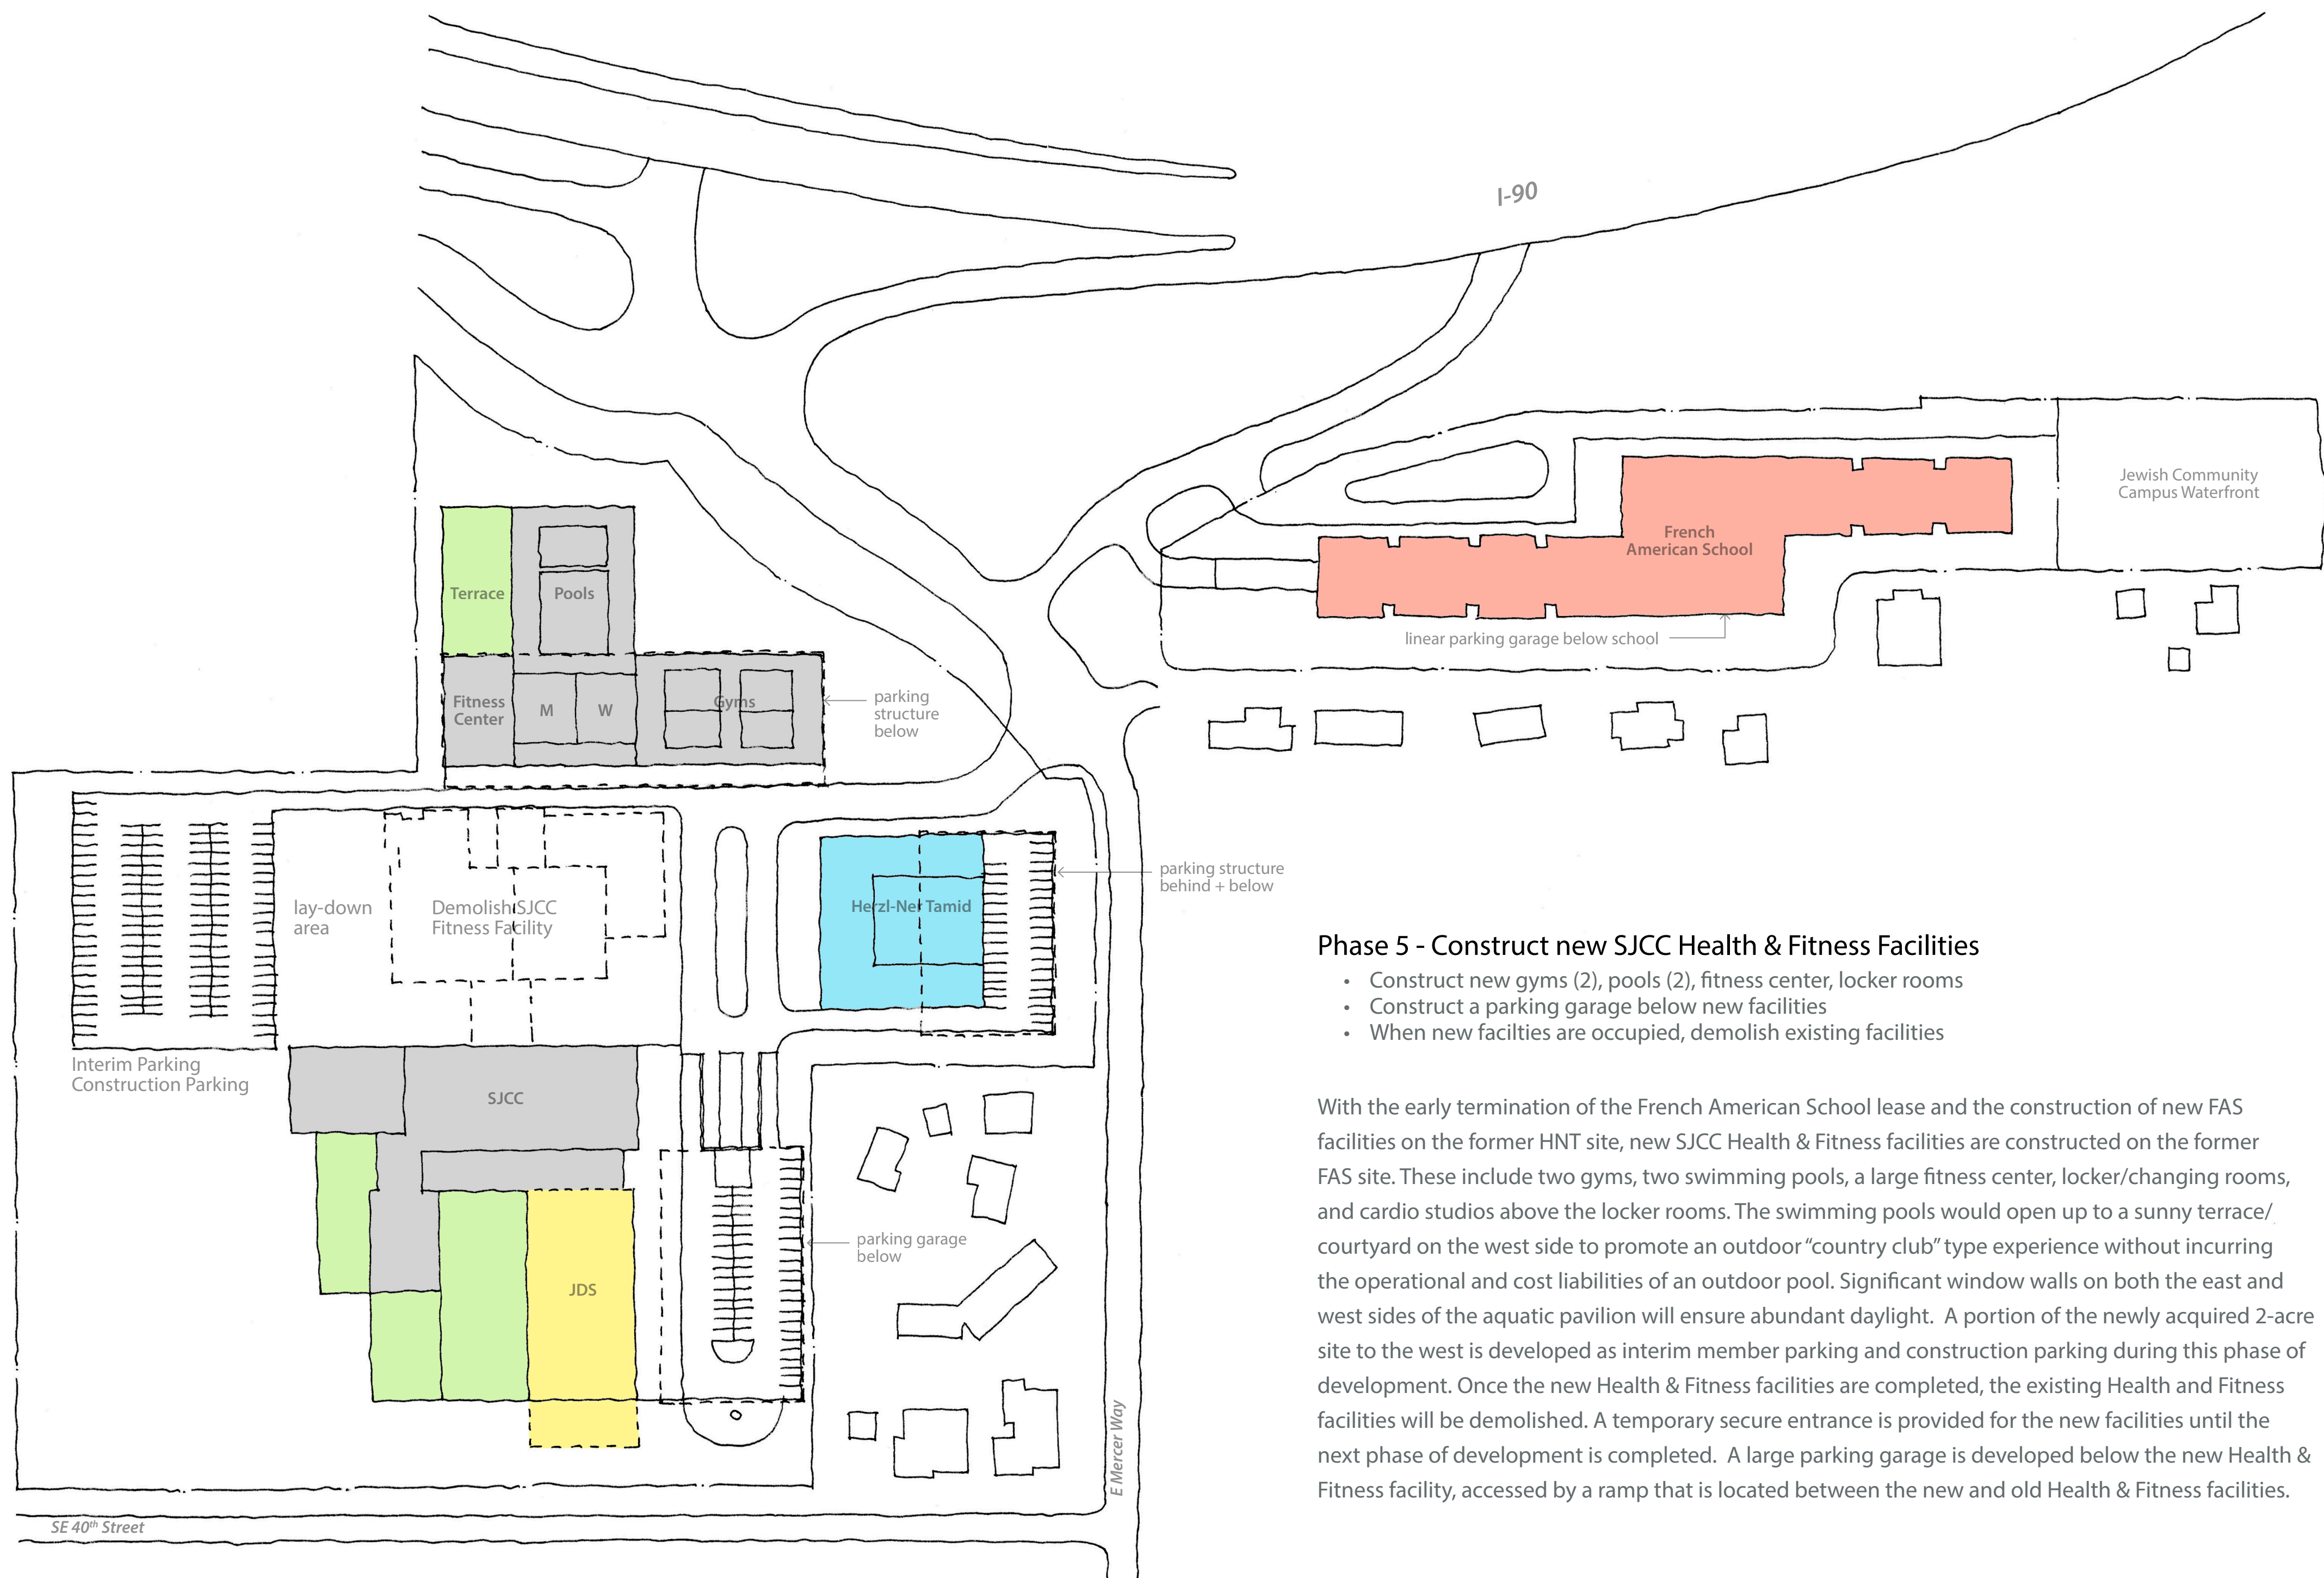 I-90
Jewish Community
Campus Waterfront
French
American School
linear parking garage below school
Terrace
Pools
Fitness
Center
M
W
Gyms
parking
structure
below
parking structure
behind + below
lay-down
area
Demolish SJCC
Fitness Facility
Herzl-Ner Tamid
Interim Parking
Construction Parking
SJCC
JDS
parking garage
below
E Mercer Way
SE 40th Street
Phase 5 - Construct new SJCC Health & Fitness Facilities
• Construct new gyms (2), pools (2), fitness center, locker rooms
• Construct a parking garage below new facilities
• When new facilties are occupied, demolish existing facilities
With the early termination of the French American School lease and the construction of new FAS
facilities on the former HNT site, new SJCC Health & Fitness facilities are constructed on the former
FAS site. These include two gyms, two swimming pools, a large fitness center, locker/changing rooms,
and cardio studios above the locker rooms. The swimming pools would open up to a sunny terrace/
courtyard on the west side to promote an outdoor “country club” type experience without incurring
the operational and cost liabilities of an outdoor pool. Significant window walls on both the east and
west sides of the aquatic pavilion will ensure abundant daylight.  A portion of the newly acquired 2-acre
site to the west is developed as interim member parking and construction parking during this phase of
development. Once the new Health & Fitness facilities are completed, the existing Health and Fitness
facilities will be demolished. A temporary secure entrance is provided for the new facilities until the
next phase of development is completed.  A large parking garage is developed below the new Health &
Fitness facility, accessed by a ramp that is located between the new and old Health & Fitness facilities.